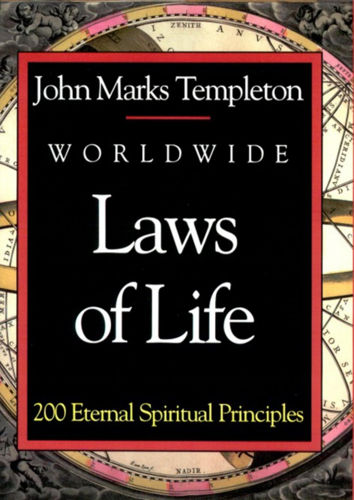 ZENITH
John Marks Templeton
WORLDWIDE
Laws
of Life
200 Eternal Spiritual Principles
NADIR